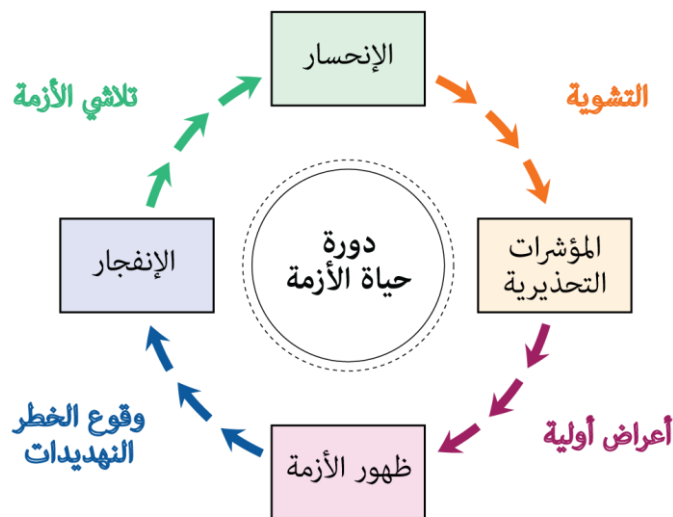 الإنحسار
التشوية
تلاشي الأزمة
المؤشرات
التحذيرية
دورة
حياة الأزمة
الإنفجار
أعراض أولية
وقوع الخطر
النهديدات
ظهور الأزمة